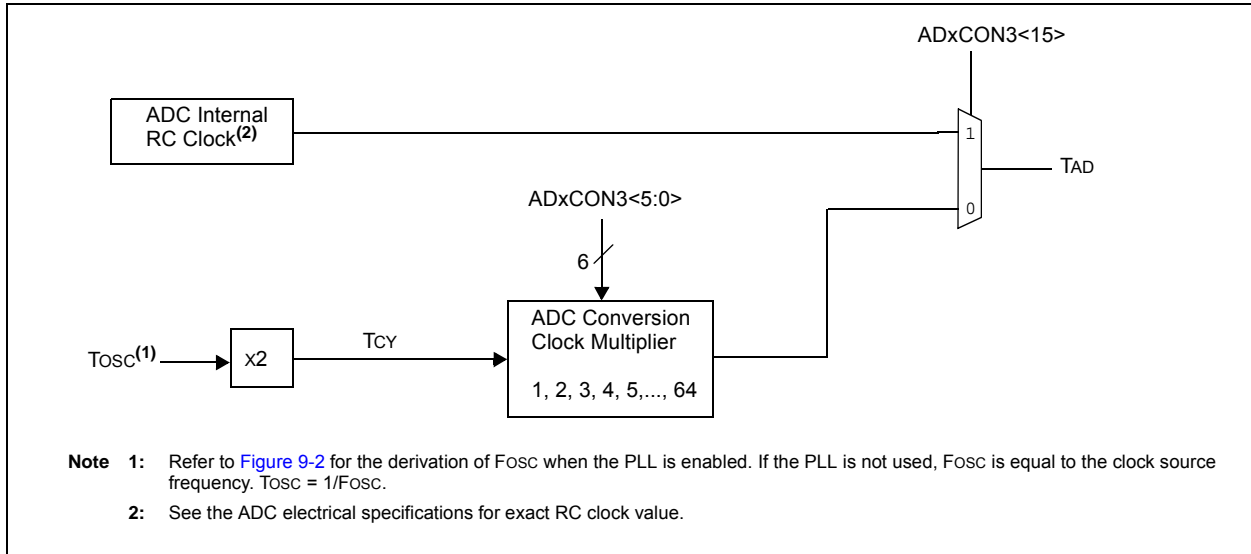 ADxCON3<15>
ADC Internal
RC Clock(2)
1
TAD
ADxCON3<5:0>
0
6
ADC Conversion
Clock Multiplier
TOSC(1)
X2
TCY
1, 2, 3, 4, 5,..., 64
Note 1: Refer to Figure 9-2 for the derivation of FOSC when the PLL is enabled. If the PLL is not used, FOSC is equal to the clock source
frequency. TOSC = 1/FOSC.
2: See the ADC electrical specifications for exact RC clock value.